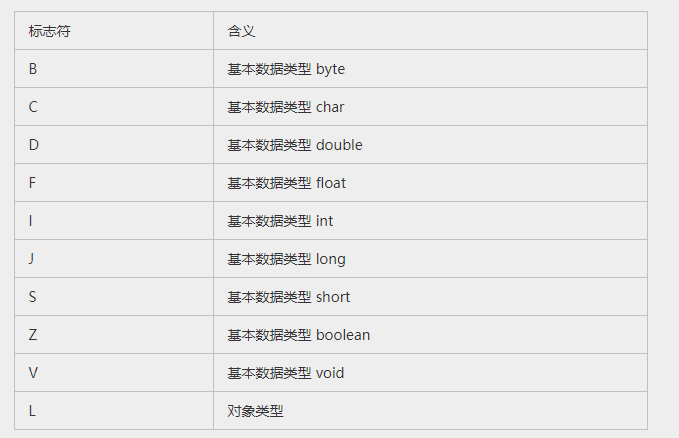 标志符 含义
B 基本数据类型 byte
C 基本数据类型 char
D 基本数据类型 double
F 基本数据类型 float
I 基本数据类型 int
J 基本数据类型 long
S 基本数据类型 short
Z 基本数据类型 boolean
V 基本数据类型 void
L 对象类型